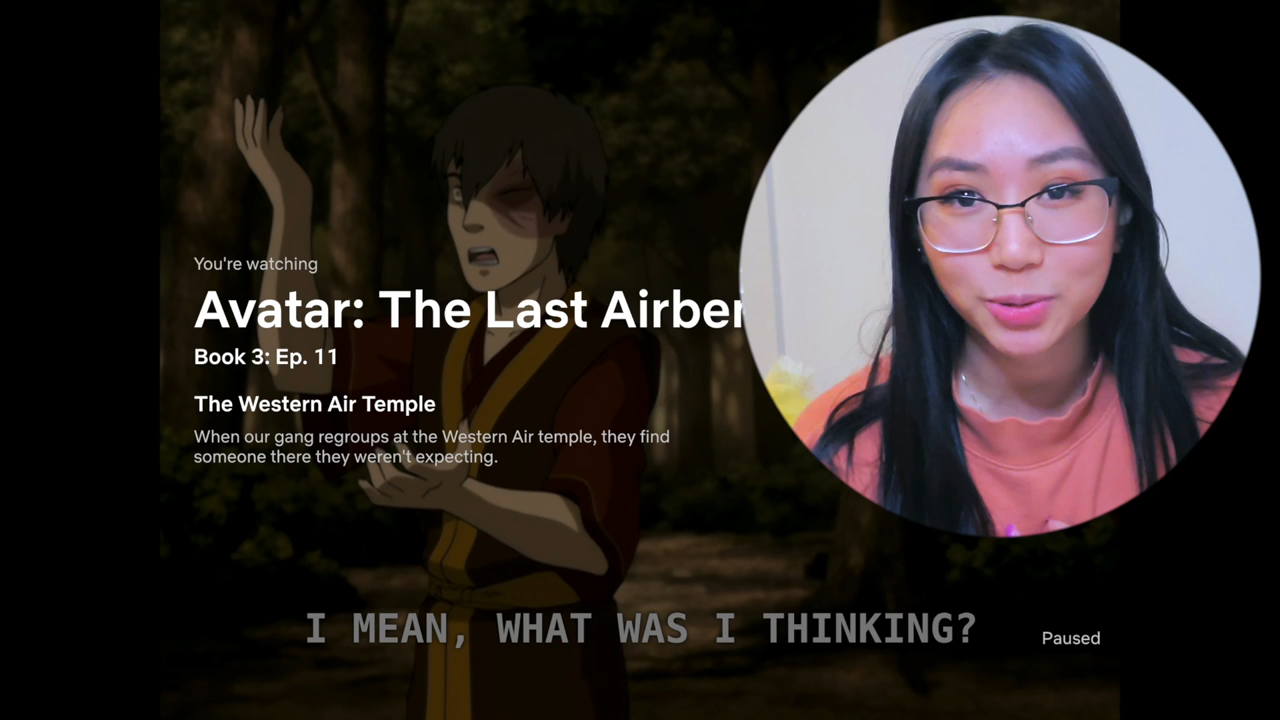 You're watching
Avatar: The Last Airber
Book 3: Ep. 11
The Western Air Temple
When our gang regroups at the Western Air temple, they find
someone there they weren't expecting.
I MEAN, WHAT WAS I THINKING?
Paused